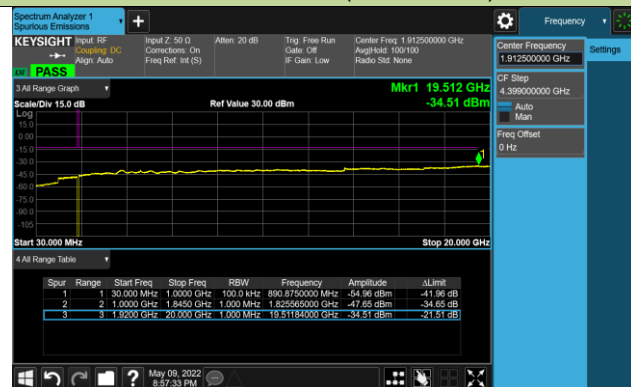 Spectrum Analyzer 1
Spurious Emissions
+
Frequency
KEYSIGHT
Input: RF
Coupling: DC
Align: Auto
Input Z: 50 Ω
Corrections: On
Freq Ref: Int (S)
Atten: 20 dB
Trig: Free Run
Gate: Off
IF Gain: Low
Center Freq: 1.912500000 GHz
Avg|Hold: 100/100
Radio Std: None
PASS
Center Frequency
1.912500000 GHz
Settings
CF Step
4.399000000 GHz
Auto
Man
Freq Offset
0 Hz
3 All Range Graph
Mkr1 19.512 GHz
Scale/Div 15.0 dB
Ref Value 30.00 dBm
-34.51 dBm
Log
15.0
0.00
-15.0
-30.0
-45.0
-60.0
-75.0
-90.0
-105
1
Start 30.000 MHz
Stop 20.000 GHz
4 All Range Table
Spur Range Start Freq Stop Freq RBW Frequency Amplitude ΔLimit
1 1 30.000 MHz 1.0000 GHz 100.0 kHz 890.8750000 MHz -54.96 dBm -41.96 dB
2 2 1.0000 GHz 1.8450 GHz 1.000 MHz 1.825565000 GHz -47.65 dBm -34.65 dB
3 3 1.9200 GHz 20.000 GHz 1.000 MHz 19.51184000 GHz -34.51 dBm -21.51 dB
?
May 09, 2022
8:57:33 PM